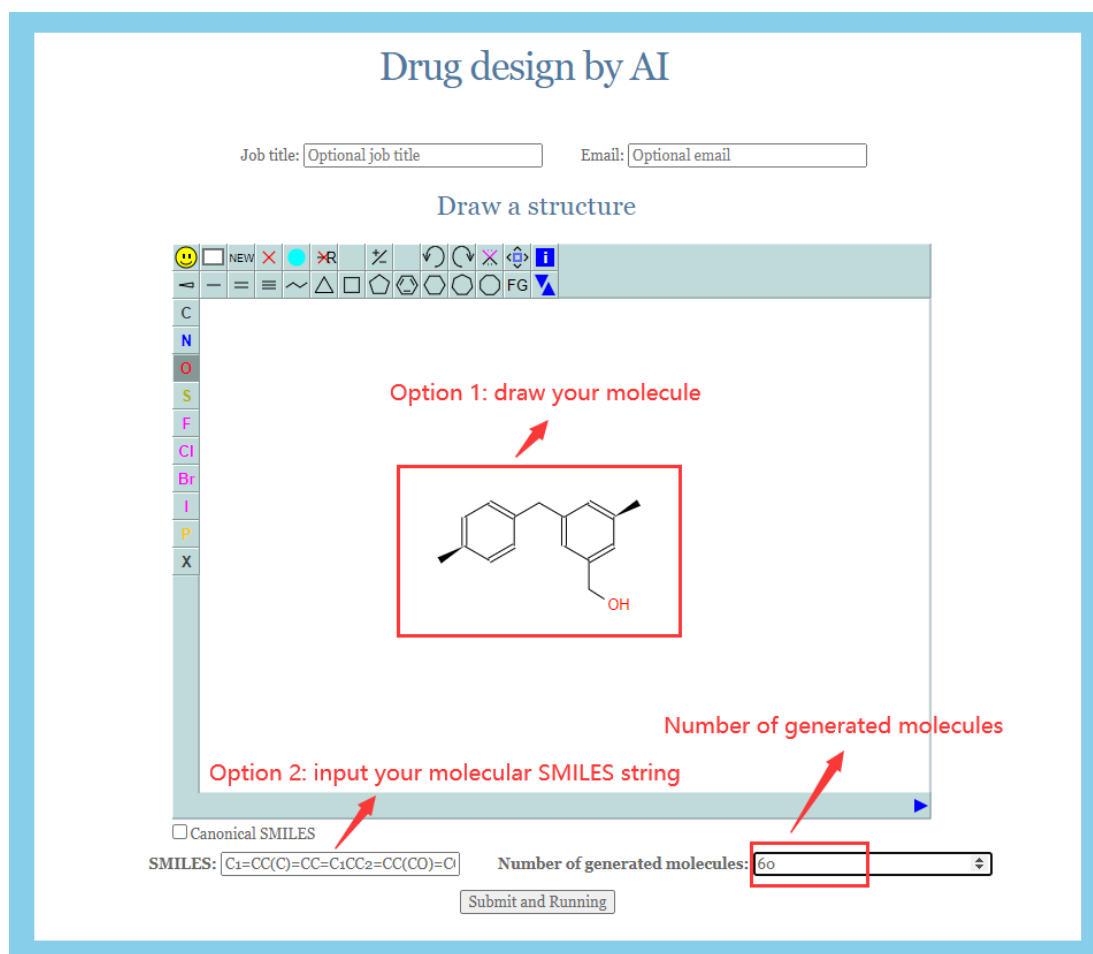 Drug design by AI
Job title: Optional job title Email: Optional email
Draw a structure
NEW R +/- i
FG
C
N
O
S
F
Cl
Br
I
P
X
Option 1: draw your molecule
OH
Number of generated molecules
Option 2: input your molecular SMILES string
Canonical SMILES
SMILES: C1=CC(C)=CC=C1CC2=CC(CO)=C( Number of generated molecules: 60
Submit and Running